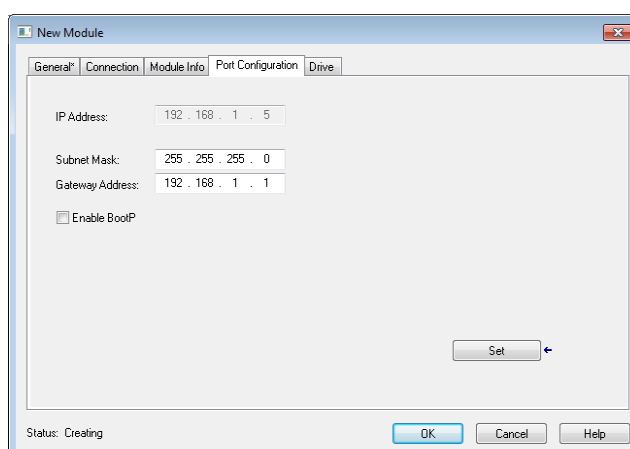 New Module
General* Connection Module Info Port Configuration Drive
IP Address: 192 . 168 . 1 . 5
Subnet Mask: 255 . 255 . 255 . 0
Gateway Address: 192 . 168 . 1 . 1
Enable BootP
Set
Status: Creating OK Cancel Help